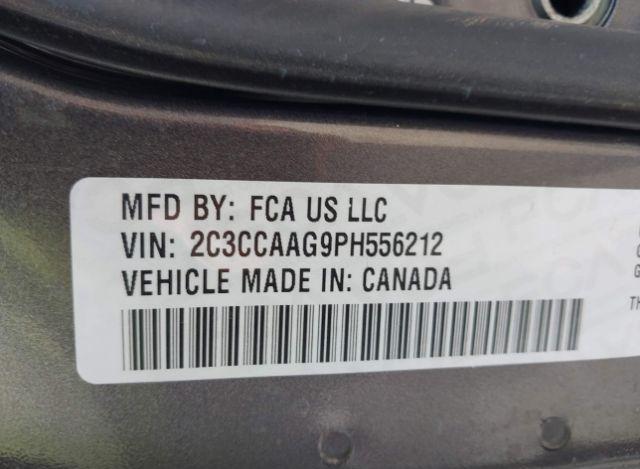 MFD BY: FCA US LLC
VIN: 2C3CCAAG9PH556212
VEHICLE MADE IN: CANADA